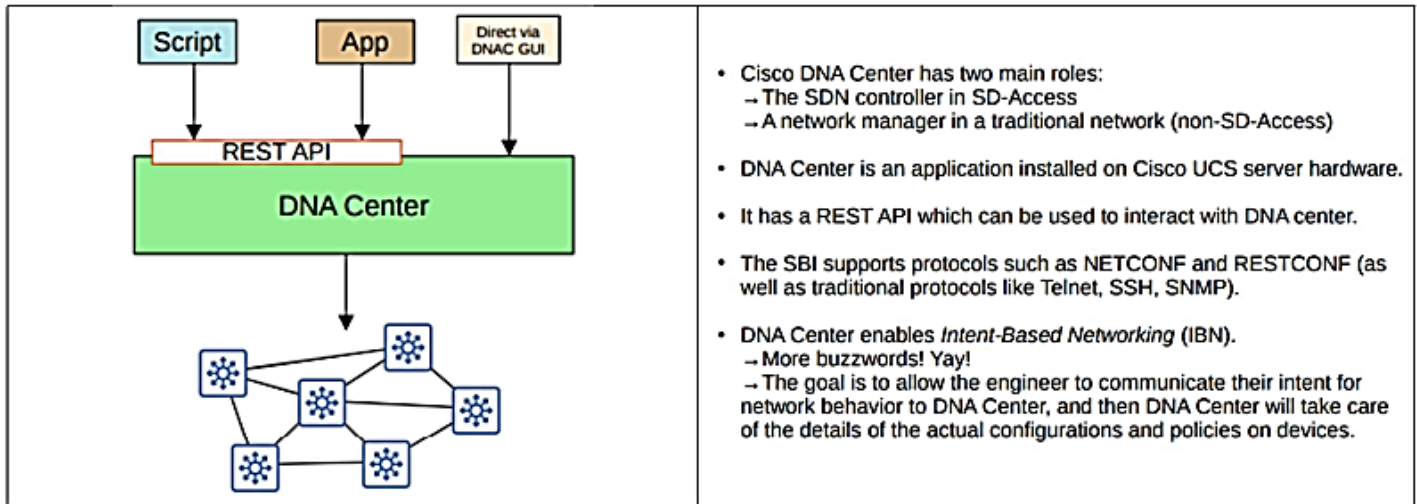 Script
App
Direct via
DNAC GUI
REST API
DNA Center
• Cisco DNA Center has two main roles:
→The SDN controller in SD-Access
→A network manager in a traditional network (non-SD-Access)
• DNA Center is an application installed on Cisco UCS server hardware.
• It has a REST API which can be used to interact with DNA center.
• The SBI supports protocols such as NETCONF and RESTCONF (as
well as traditional protocols like Telnet, SSH, SNMP).
• DNA Center enables Intent-Based Networking (IBN).
→More buzzwords! Yay!
→The goal is to allow the engineer to communicate their intent for
network behavior to DNA Center, and then DNA Center will take care
of the details of the actual configurations and policies on devices.